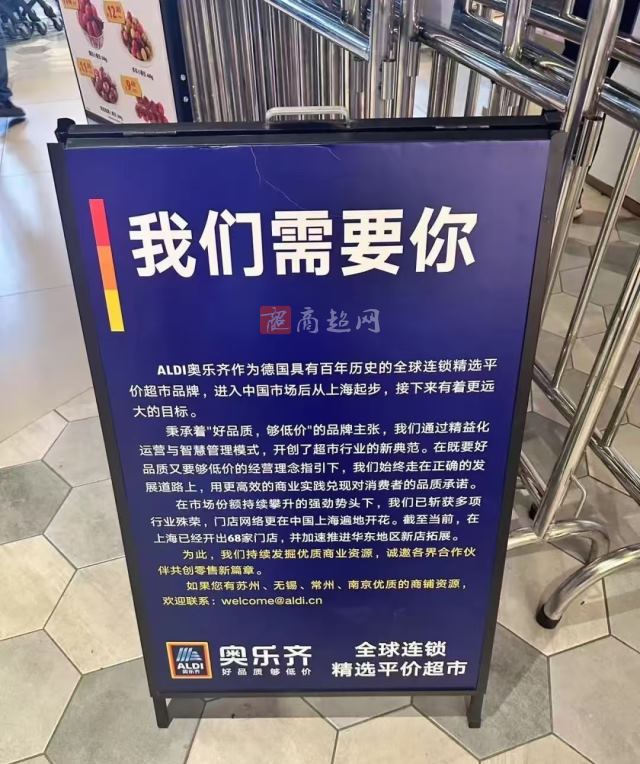 我们需要你
商超网
ALDI奥乐齐作为德国具有百年历史的全球连锁精选平
价超市品牌，进入中国市场后从上海起步，接下来有着更远
大的目标。
秉承着"好品质，够低价"的品牌主张，我们通过精益化
运营与智慧管理模式，开创了超市行业的新典范。在既要好
品质又要够低价的经营理念指引下，我们始终走在正确的发
展道路上，用更高效的商业实践兑现对消费者的品质承诺。
在市场份额持续攀升的强劲势头下，我们已斩获多项
行业殊荣，门店网络更在中国上海遍地开花。截至当前，在
上海已经开出68家门店，并加速推进华东地区新店拓展。
为此，我们持续发掘优质商业资源，诚邀各界合作伙
伴共创零售新篇章。
如果您有苏州、无锡、常州、南京优质的商铺资源，
欢迎联系：welcome@aldi.cn
ALDI
奥乐齐
奥乐齐
好品质够低价
全球连锁
精选平价超市